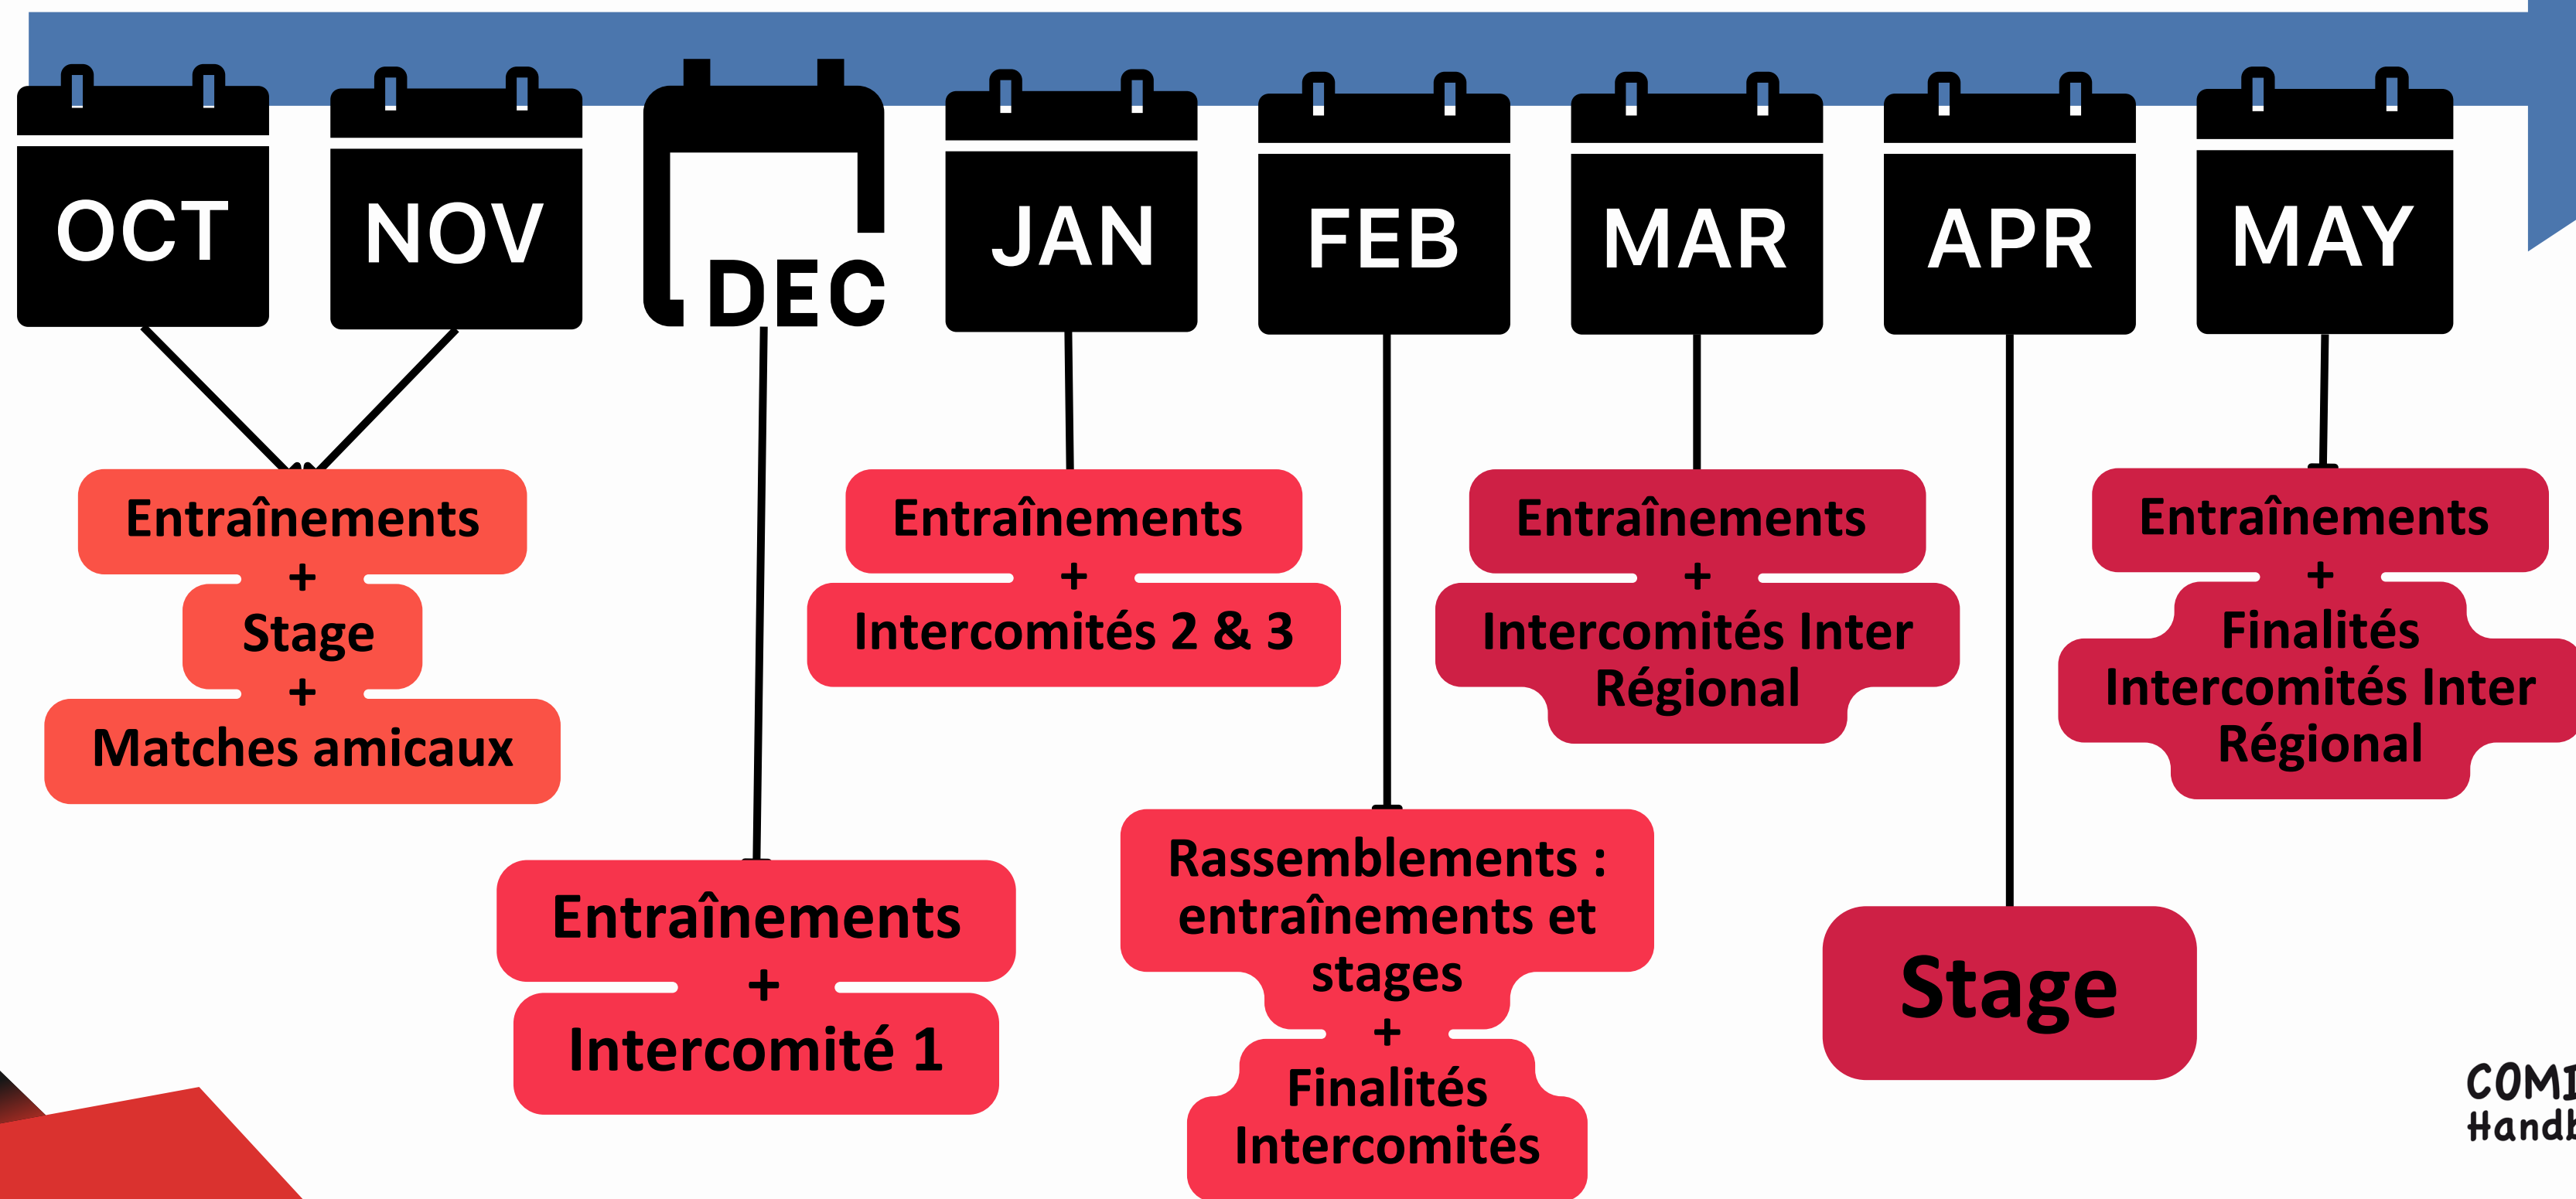 OCT
NOV
DEC
JAN
FEB
MAR
APR
MAY
Entraînements
+
Stage
+
Matches amicaux
Entraînements
+
Intercomité 1
Entraînements
+
Intercomités 2 & 3
Rassemblements :
entraînements et
stages
+
Finalités
Intercomités
Entraînements
+
Intercomités Inter
Régional
Stage
Entraînements
+
Finalités
Intercomités Inter
Régional